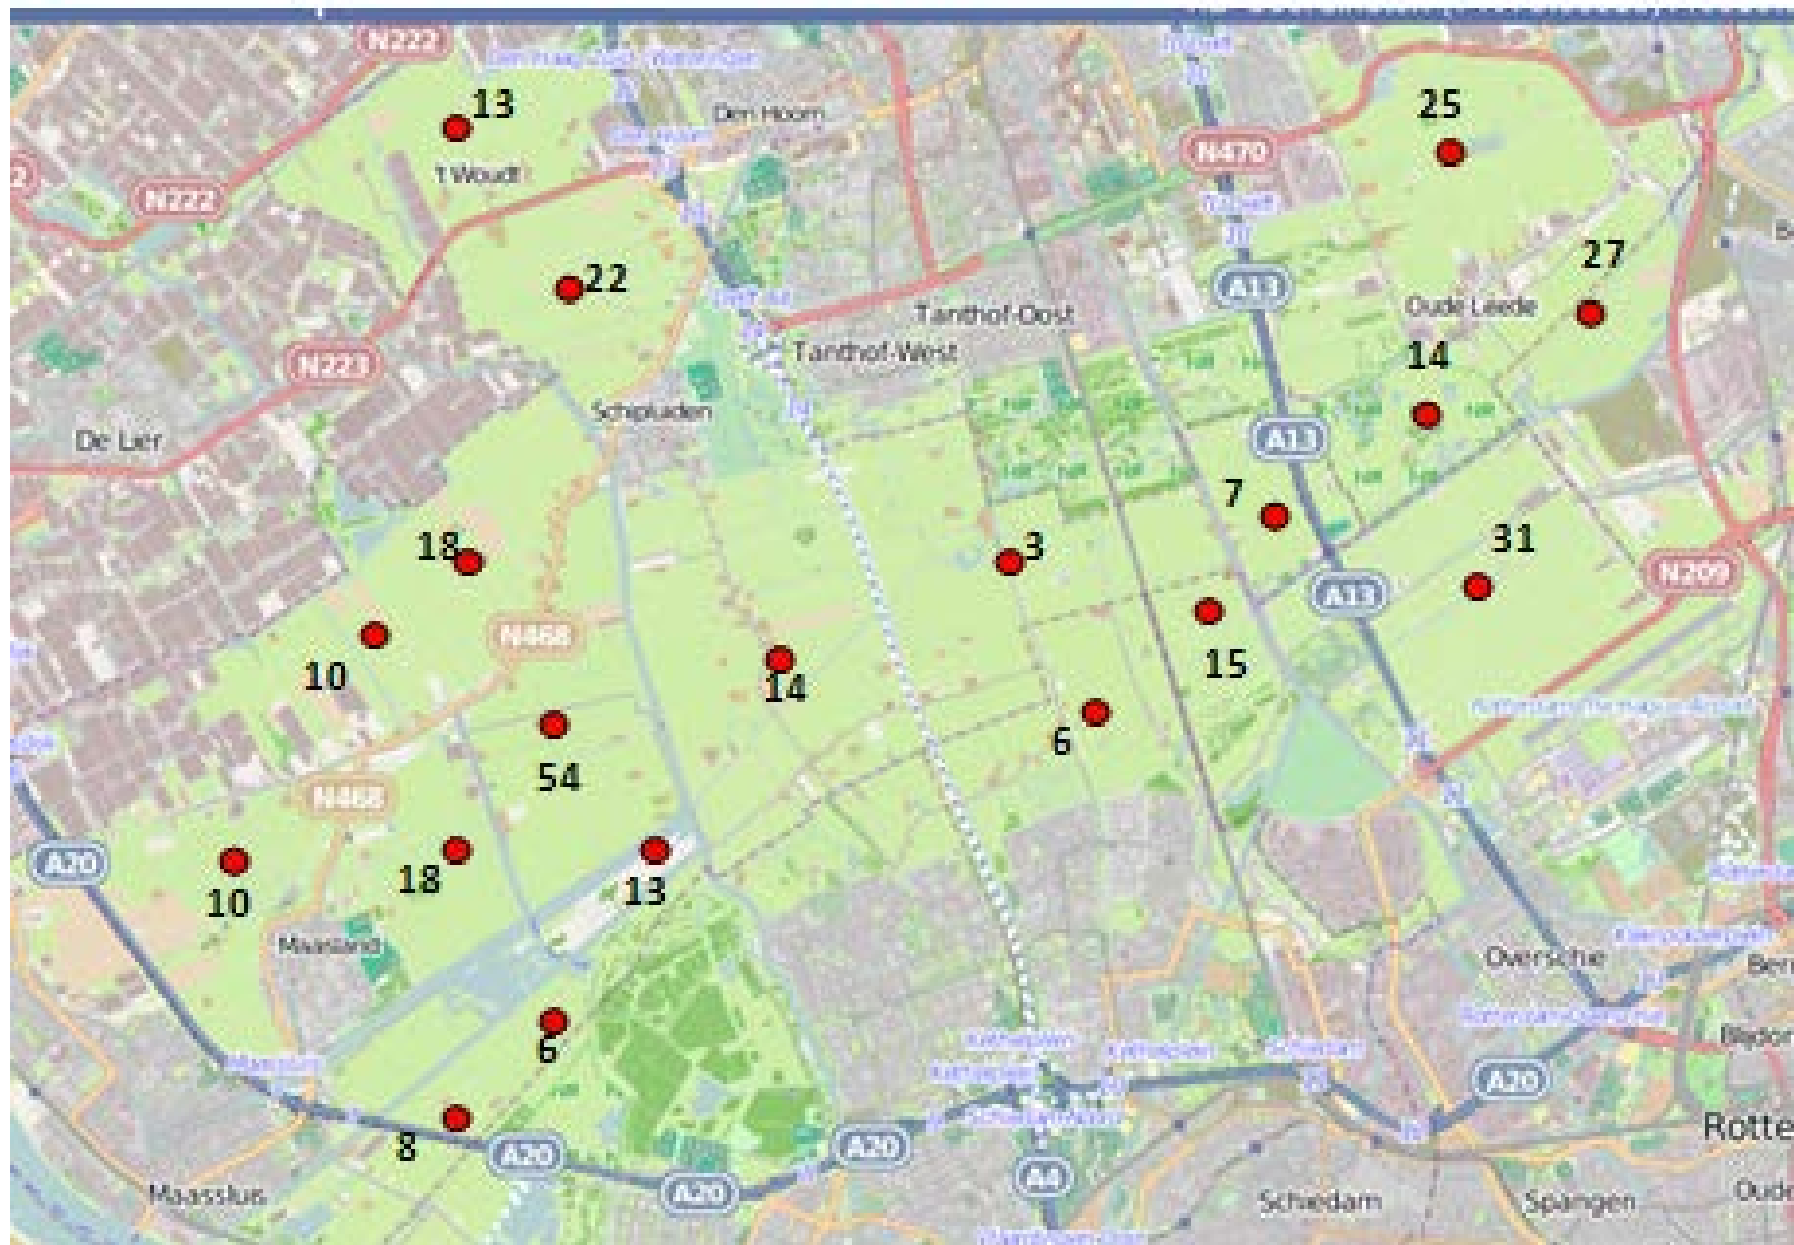 N222
13
Den Hoorn
25
N470
't Woudt
N222
22
27
A13
Oude Leede
Tanthof-Oost
Tanthof-West
14
N223
Schipluiden
De Lier
A13
7
18
3
31
N209
A13
N468
10
14
15
6
54
N468
A20
10
18
13
Maasland
Overschie
6
A20
8
A20
A20
A20
A4
Rotte
Maassluis
Schiedam
Spangen